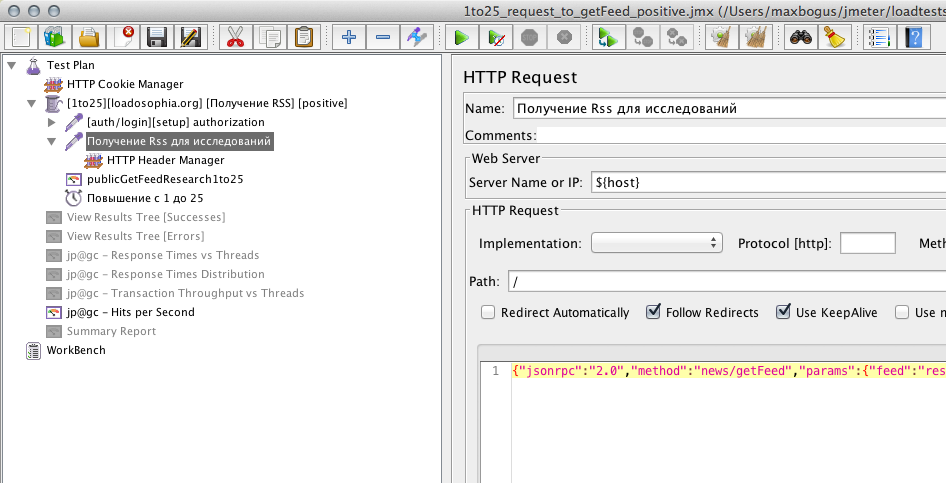 1to25_request_to_getFeed_positive.jmx (/Users/maxbogus/jmeter/loadtests
Test Plan
HTTP Cookie Manager
[1to25][loadosophia.org] [Получение RSS] [positive]
[auth/login][setup] authorization
Получение Rss для исследований
HTTP Header Manager
publicGetFeedResearch1to25
Повышение с 1 до 25
View Results Tree [Successes]
View Results Tree [Errors]
jp@gc - Response Times vs Threads
jp@gc - Response Times Distribution
jp@gc - Transaction Throughput vs Threads
jp@gc - Hits per Second
Summary Report
WorkBench
HTTP Request
Name: Получение Rss для исследований
Comments:
Web Server
Server Name or IP: ${host}
HTTP Request
Implementation: Protocol [http]: Meth
Path: /
Redirect Automatically Follow Redirects Use KeepAlive Use m
1 {"jsonrpc":"2.0","method":"news/getFeed","params":{"feed":"res